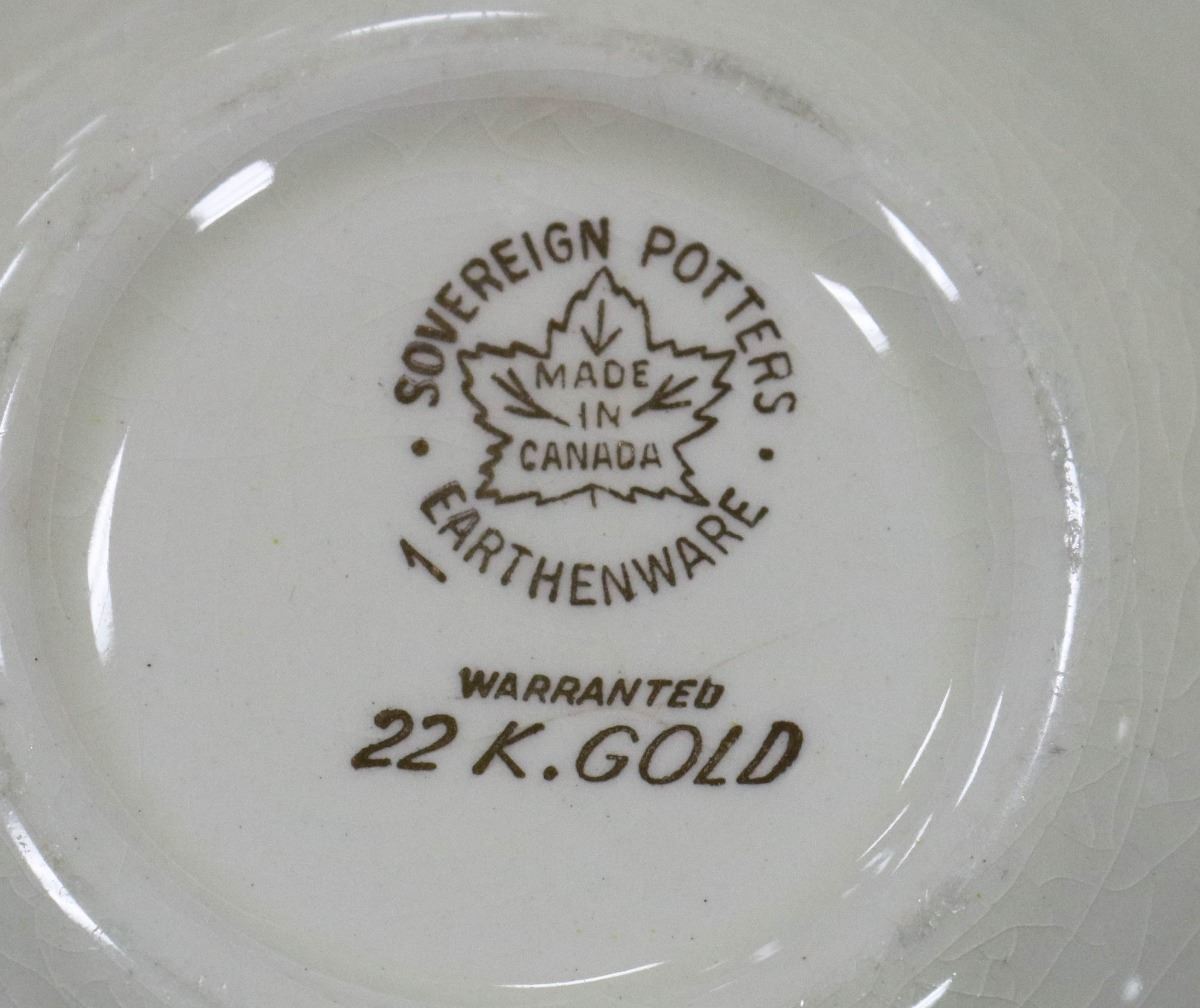 SOVEREIGN POTTERS
MADE
IN
CANADA
EARTHENWARE
1
WARRANTED
22 K. GOLD